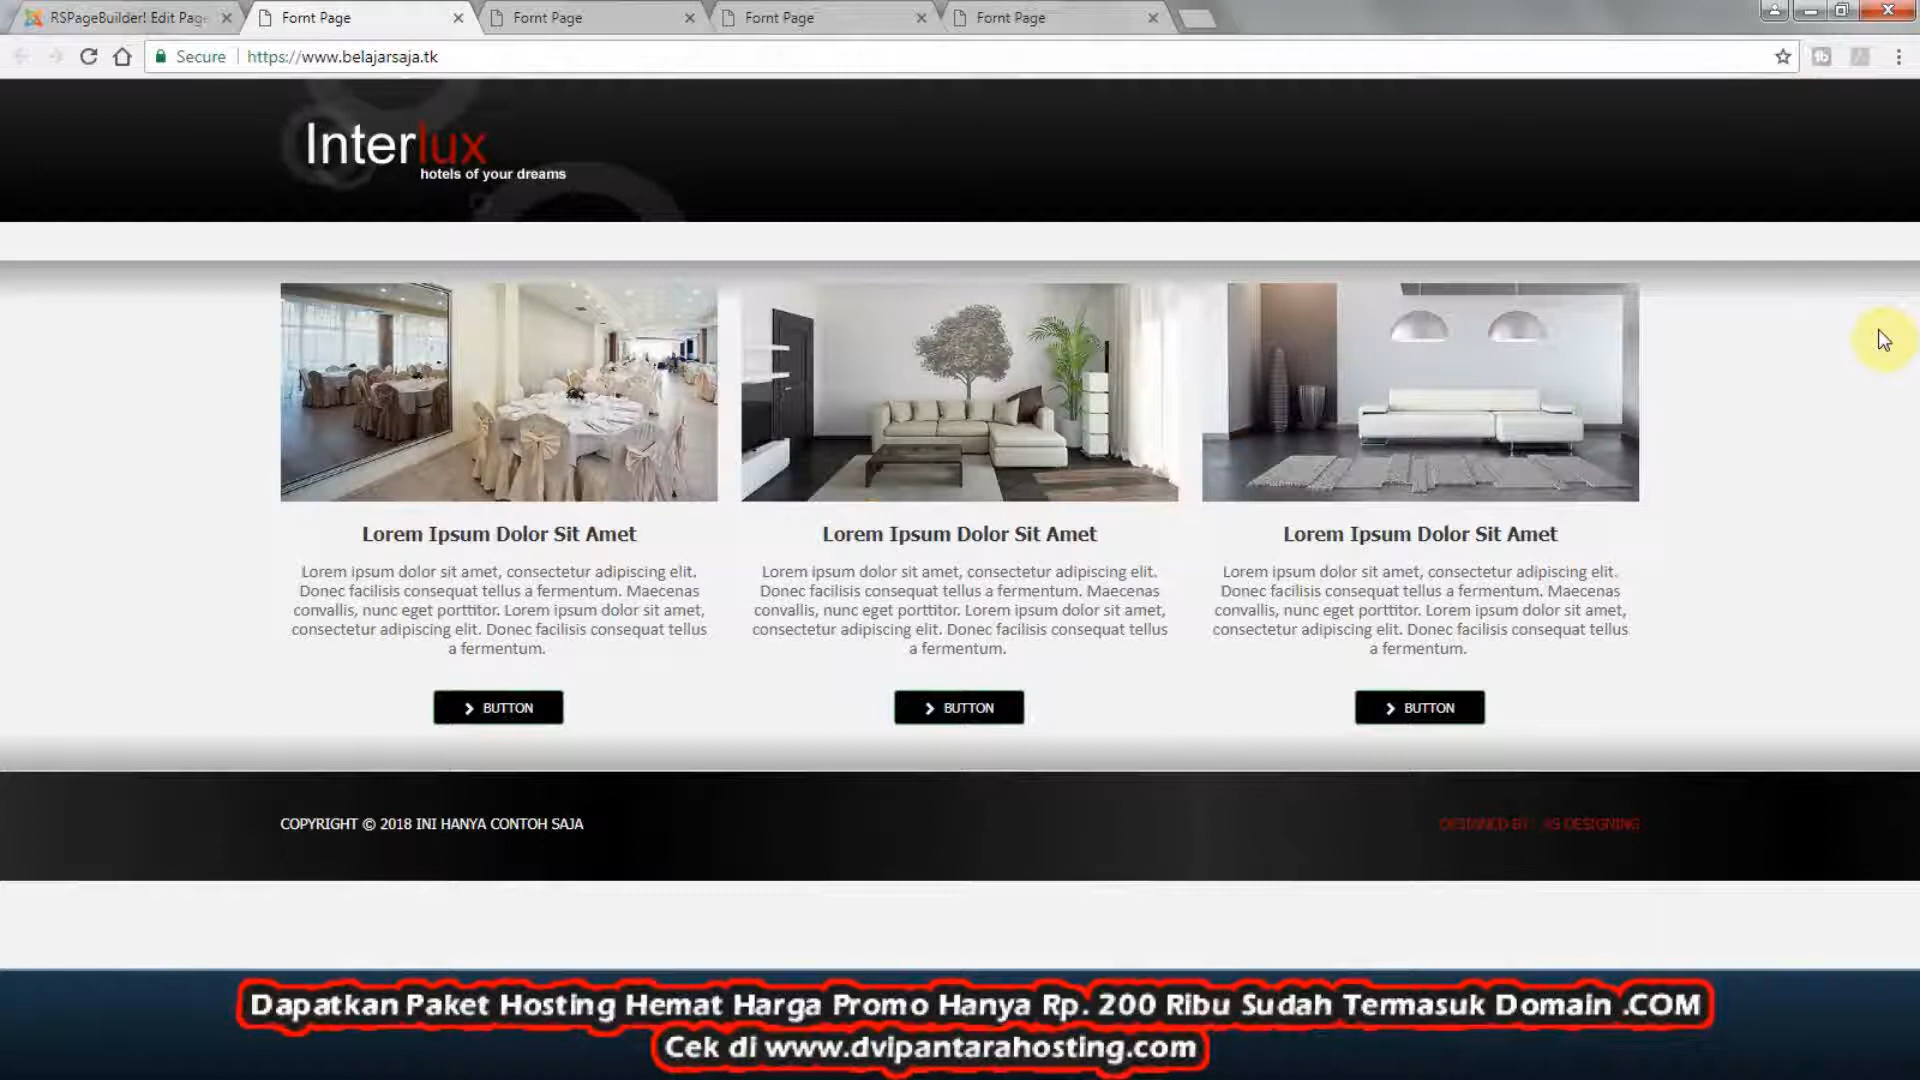 RSPageBuilder! Edit Page
Fornt Page
Fornt Page
Fornt Page
Fornt Page
Secure
https://www.belajarsaja.tk
Interlux
hotels of your dreams
Lorem Ipsum Dolor Sit Amet
Lorem ipsum dolor sit amet, consectetur adipiscing elit.
Donec facilisis consequat tellus a fermentum. Maecenas
convallis, nunc eget porttitor. Lorem ipsum dolor sit amet,
consectetur adipiscing elit. Donec facilisis consequat tellus
a fermentum.
BUTTON
Lorem Ipsum Dolor Sit Amet
Lorem ipsum dolor sit amet, consectetur adipiscing elit.
Donec facilisis consequat tellus a fermentum. Maecenas
convallis, nunc eget porttitor. Lorem ipsum dolor sit amet,
consectetur adipiscing elit. Donec facilisis consequat tellus
a fermentum.
BUTTON
Lorem Ipsum Dolor Sit Amet
Lorem ipsum dolor sit amet, consectetur adipiscing elit.
Donec facilisis consequat tellus a fermentum. Maecenas
convallis, nunc eget porttitor. Lorem ipsum dolor sit amet,
consectetur adipiscing elit. Donec facilisis consequat tellus
a fermentum.
BUTTON
COPYRIGHT © 2018 INI HANYA CONTOH SAJA
DESIGNED BY: AS DESIGNING
Dapatkan Paket Hosting Hemat Harga Promo Hanya Rp. 200 Ribu Sudah Termasuk Domain .COM
Cek di www.dvipantarahosting.com